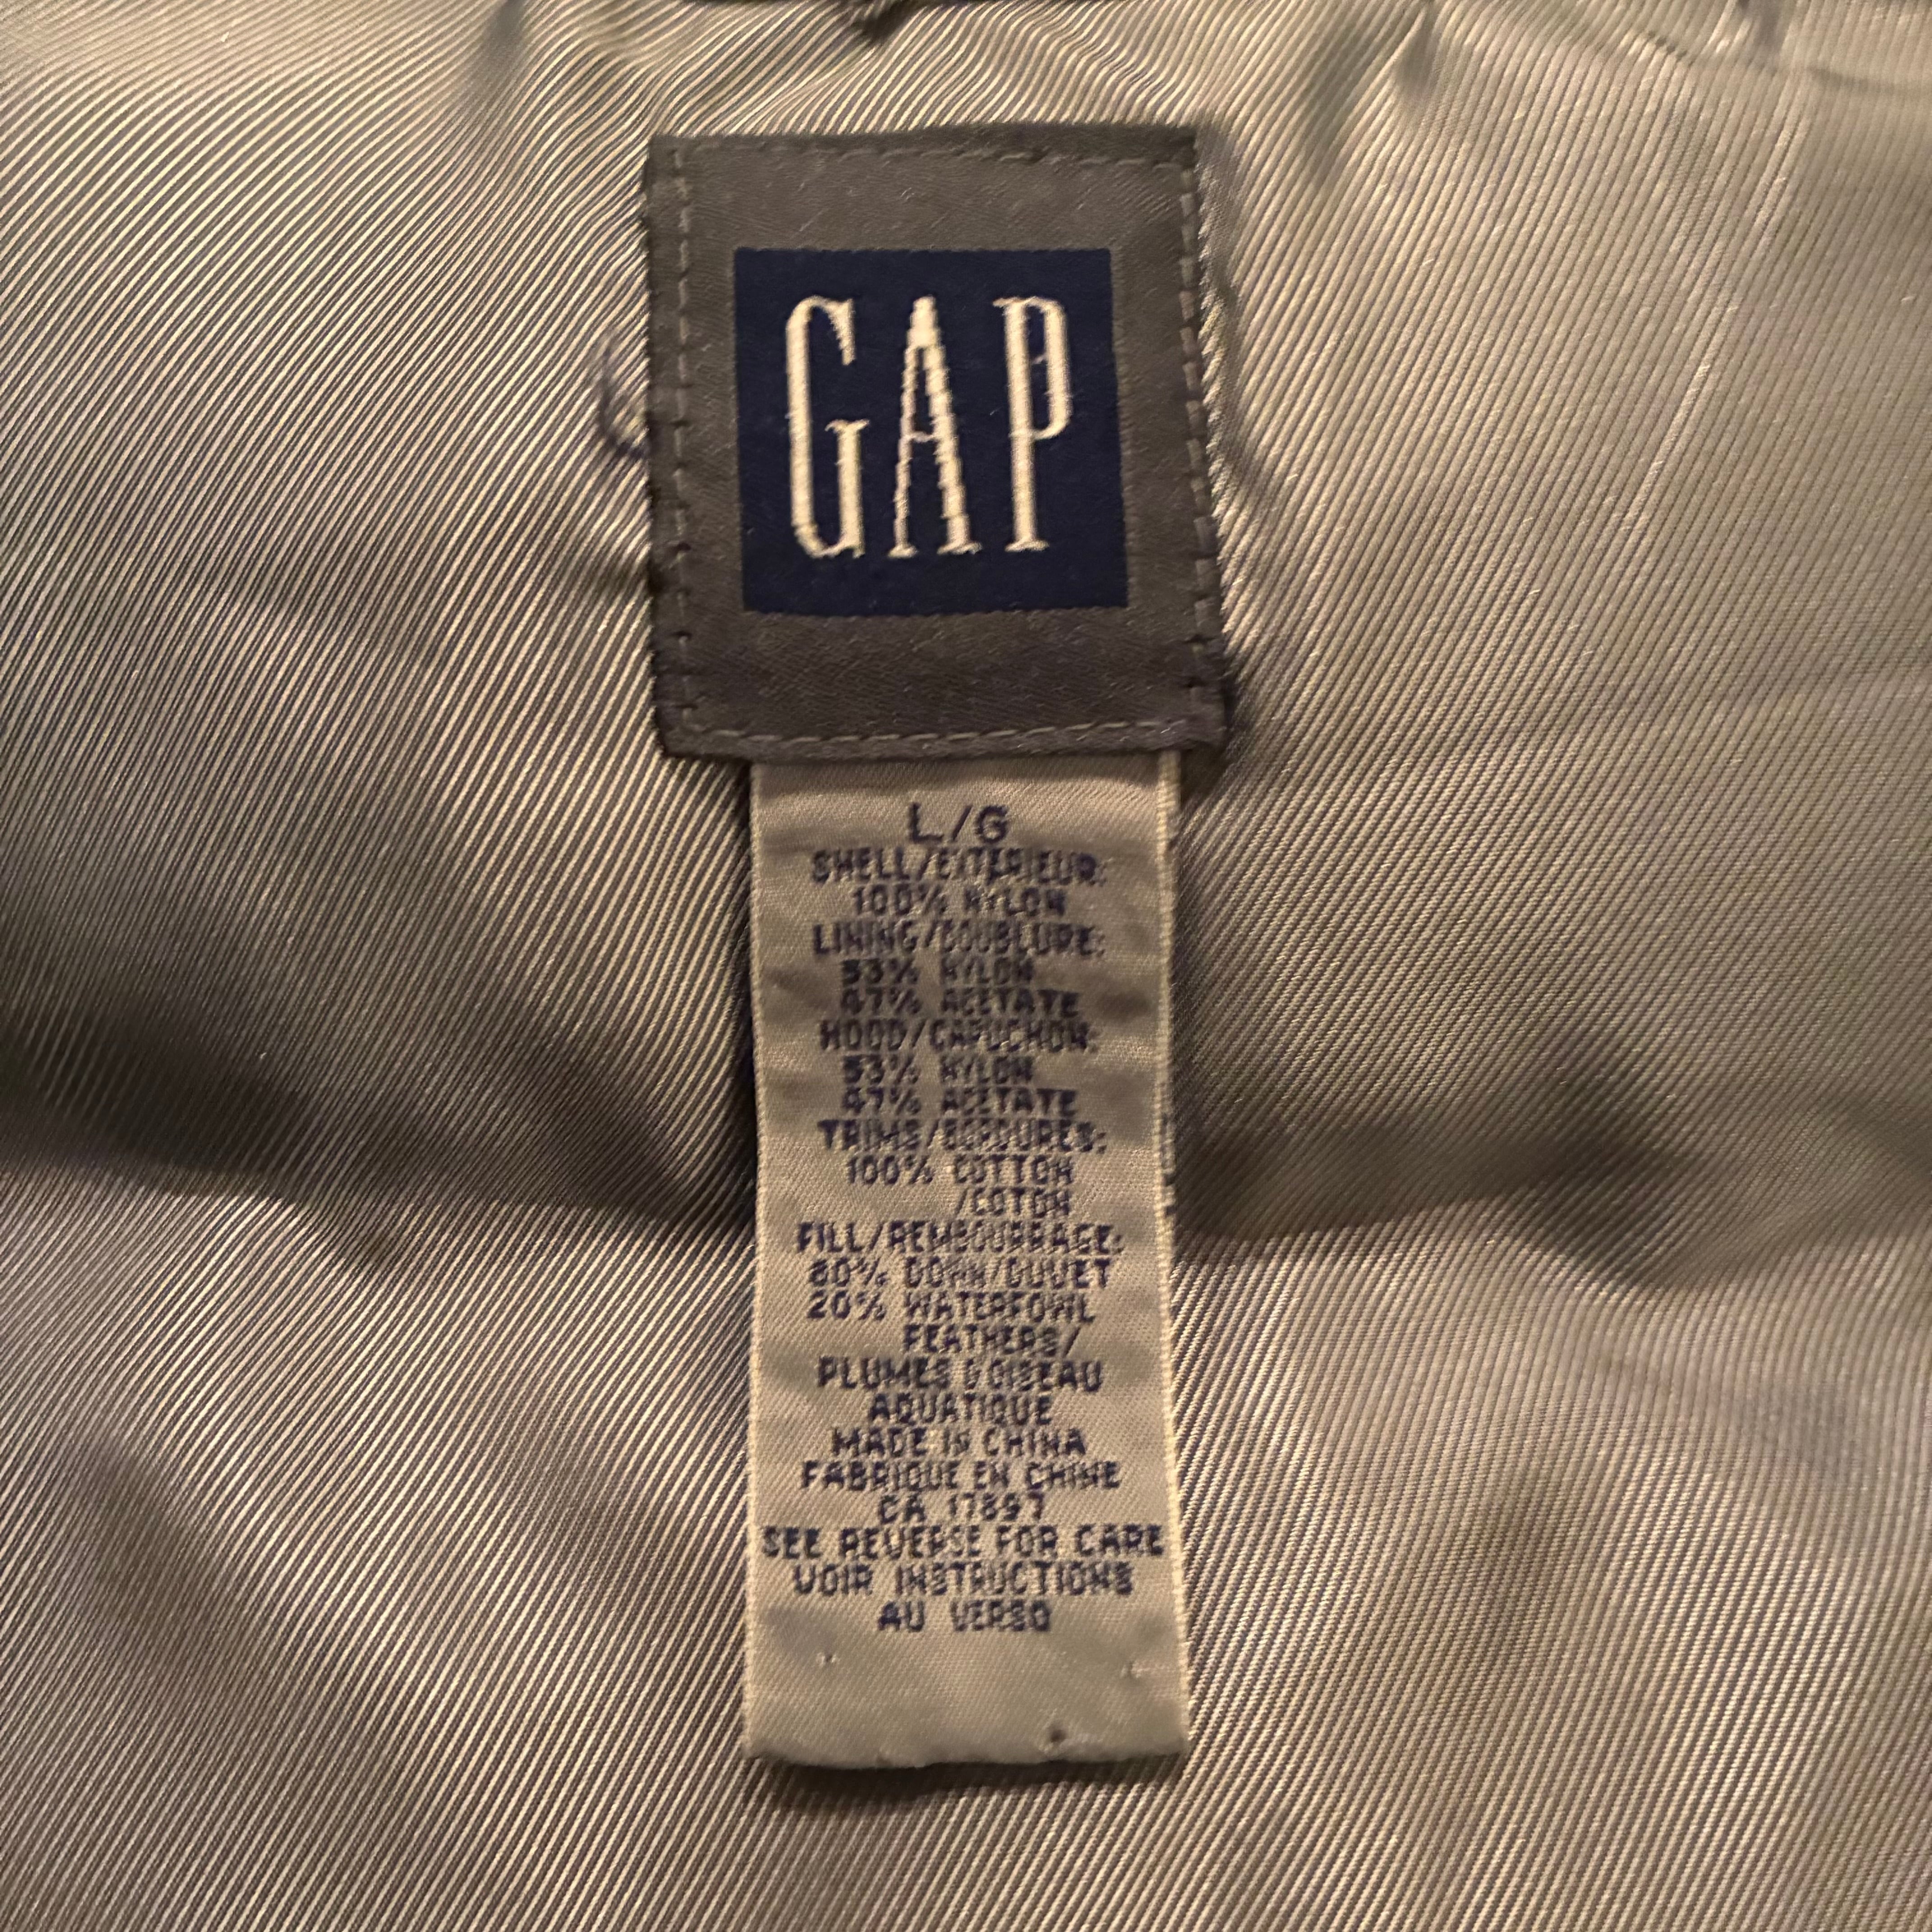 GAP
L/G
SHELL/EXTERIEUR:
100% NYLON
LINING/DOUBLURE:
53% NYLON
47% ACETATE
HOOD/CAPUCHON:
53% NYLON
47% ACETATE
TRIMS/BORDURES:
100% COTTON
/COTON
FILL/REMBOURRAGE:
80% DOWN/DUVET
20% WATERFOWL
FEATHERS/
PLUMES D'OISEAU
AQUATIQUE
MADE IN CHINA
FABRIQUE EN CHINE
CA 17897
SEE REVERSE FOR CARE
VOIR INSTRUCTIONS
AU VERSO